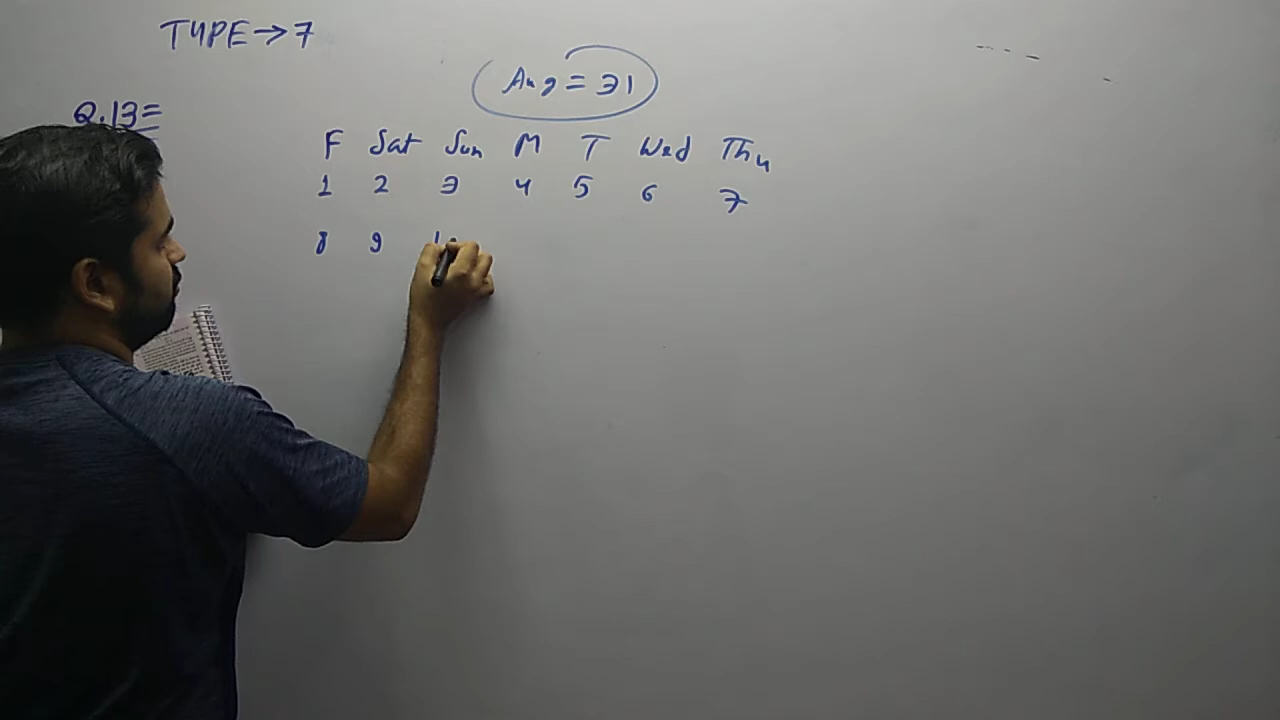 TYPE→7
Aug = 31
Q.13=
F Sat Sun M T Wed Thu
1 2 3 4 5 6 7
8 9